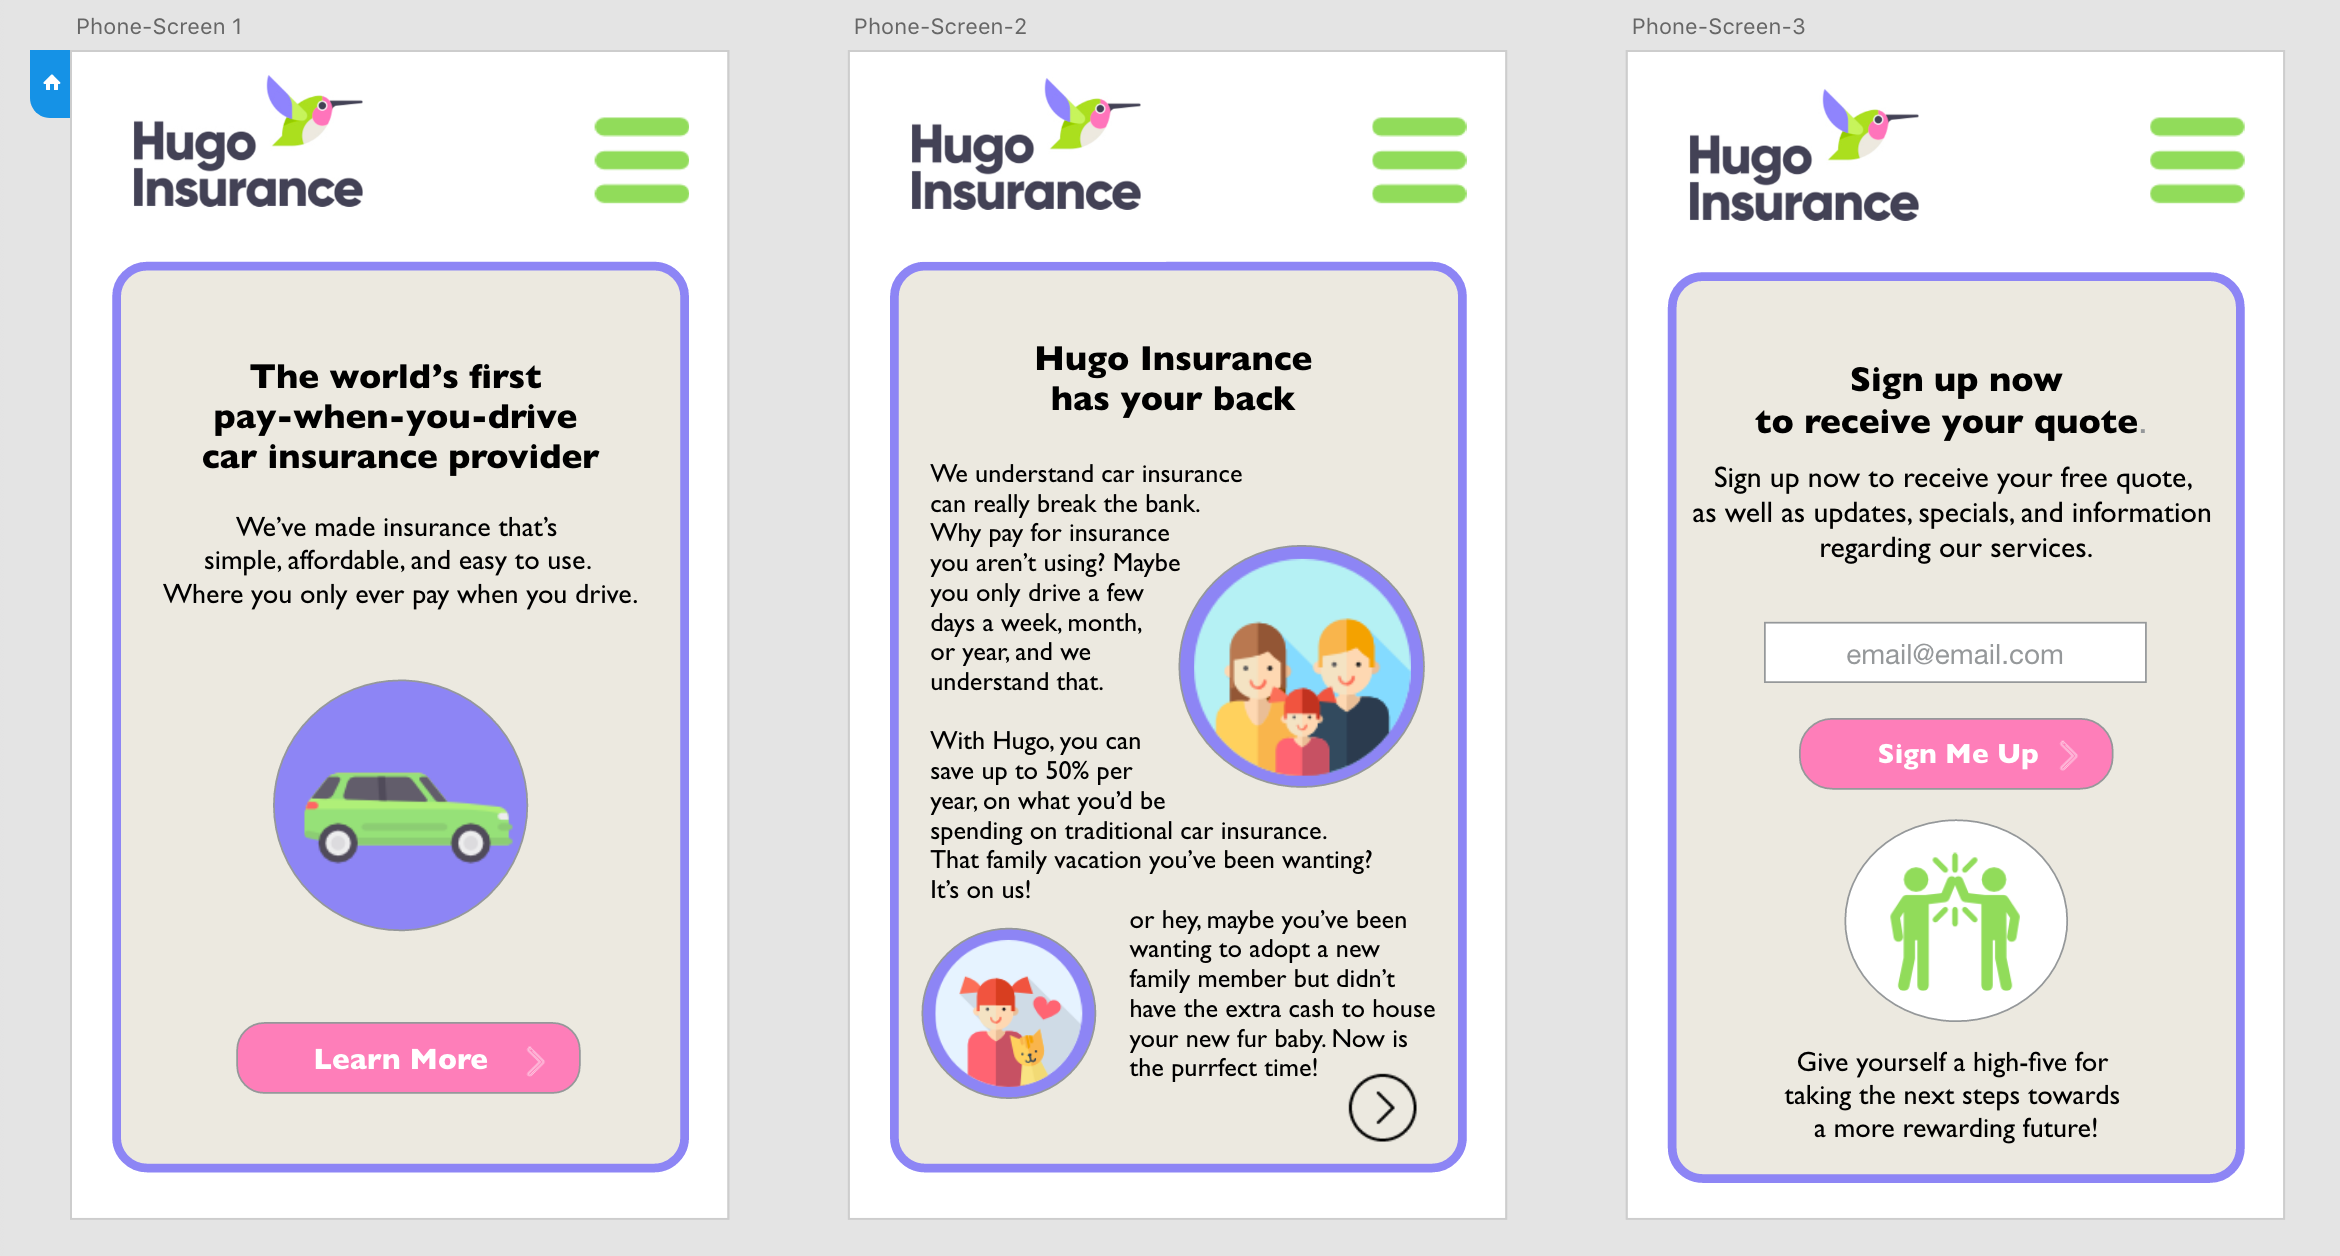 Phone-Screen 1
Hugo
Insurance
The world’s first
pay-when-you-drive
car insurance provider
We’ve made insurance that’s
simple, affordable, and easy to use.
Where you only ever pay when you drive.
Learn More
Phone-Screen-2
Hugo
Insurance
Hugo Insurance
has your back
We understand car insurance
can really break the bank.
Why pay for insurance
you aren’t using? Maybe
you only drive a few
days a week, month,
or year, and we
understand that.
With Hugo, you can
save up to 50% per
year, on what you’d be
spending on traditional car insurance.
That family vacation you’ve been wanting?
It’s on us!
or hey, maybe you’ve been
wanting to adopt a new
family member but didn’t
have the extra cash to house
your new fur baby. Now is
the purrfect time!
Phone-Screen-3
Hugo
Insurance
Sign up now
to receive your quote.
Sign up now to receive your free quote,
as well as updates, specials, and information
regarding our services.
email@email.com
Sign Me Up
Give yourself a high-five for
taking the next steps towards
a more rewarding future!